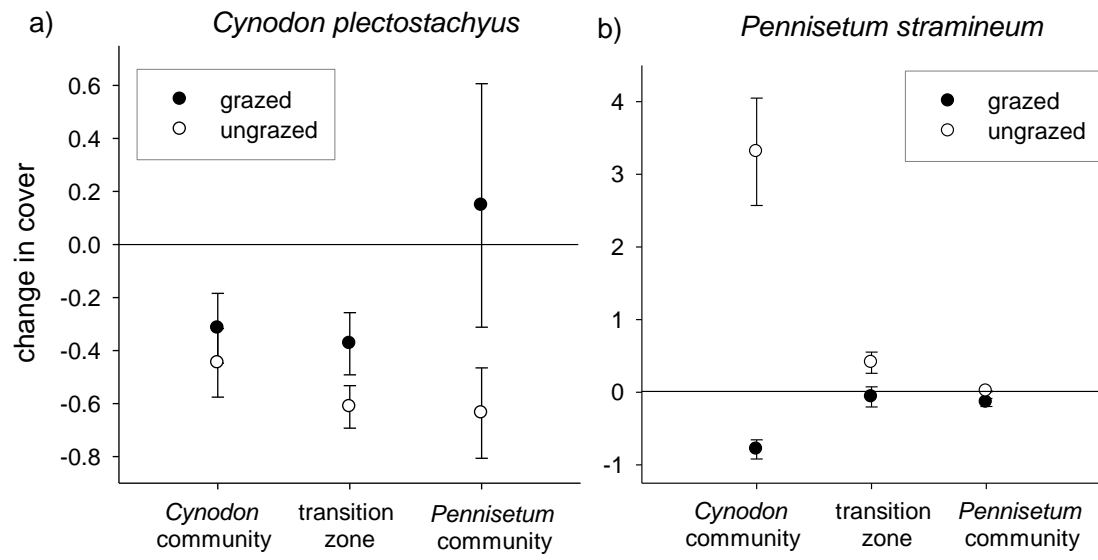 a)
Cynodon plectostachyus
grazed
ungrazed
change in cover
0.6
0.4
0.2
0.0
-0.2
-0.4
-0.6
-0.8
Cynodon
community
transition
zone
Pennisetum
community
b)
Pennisetum stramineum
grazed
ungrazed
4
3
2
1
0
-1
Cynodon
community
transition
zone
Pennisetum
community